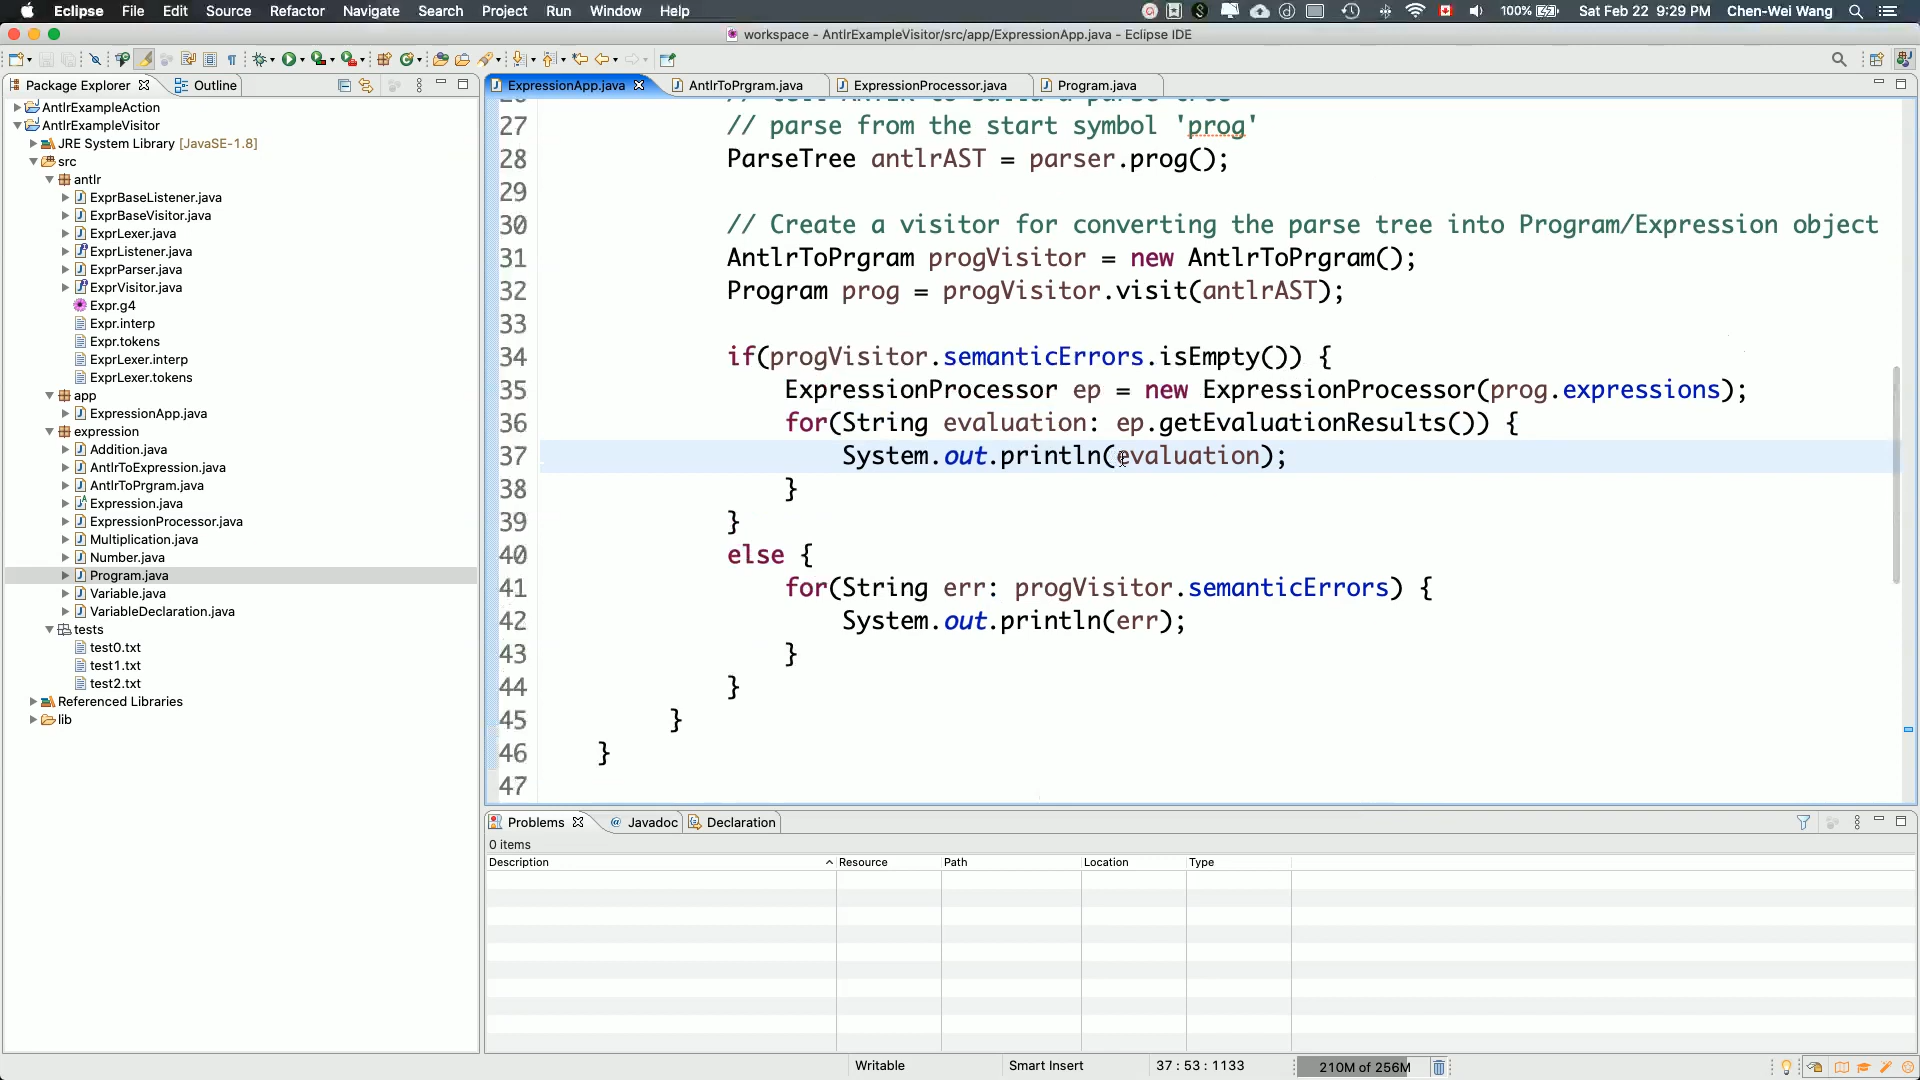 Eclipse File Edit Source Refactor Navigate Search Project Run Window Help 100% Sat Feb 22 9:29 PM Chen-Wei Wang
workspace - AntlrExampleVisitor/src/app/ExpressionApp.java - Eclipse IDE
Package Explorer Outline
AntlrExampleAction
AntlrExampleVisitor
JRE System Library [JavaSE-1.8]
src
antlr
ExprBaseListener.java
ExprBaseVisitor.java
ExprLexer.java
ExprListener.java
ExprParser.java
ExprVisitor.java
Expr.g4
Expr.interp
Expr.tokens
ExprLexer.interp
ExprLexer.tokens
app
ExpressionApp.java
expression
Addition.java
AntlrToExpression.java
AntlrToPrgram.java
Expression.java
ExpressionProcessor.java
Multiplication.java
Number.java
Program.java
Variable.java
VariableDeclaration.java
tests
test0.txt
test1.txt
test2.txt
Referenced Libraries
lib
ExpressionApp.java AntlrToPrgram.java ExpressionProcessor.java Program.java
27 // parse from the start symbol 'prog'
28 ParseTree antlrAST = parser.prog();
29
30 // Create a visitor for converting the parse tree into Program/Expression object
31 AntlrToPrgram progVisitor = new AntlrToPrgram();
32 Program prog = progVisitor.visit(antlrAST);
33
34 if(progVisitor.semanticErrors.isEmpty()) {
35 ExpressionProcessor ep = new ExpressionProcessor(prog.expressions);
36 for(String evaluation: ep.getEvaluationResults()) {
37 System.out.println(evaluation);
38 }
39 }
40 else {
41 for(String err: progVisitor.semanticErrors) {
42 System.out.println(err);
43 }
44 }
45 }
46 }
47
Problems Javadoc Declaration
0 items
Description Resource Path Location Type
Writable Smart Insert 37 : 53 : 1133 210M of 256M